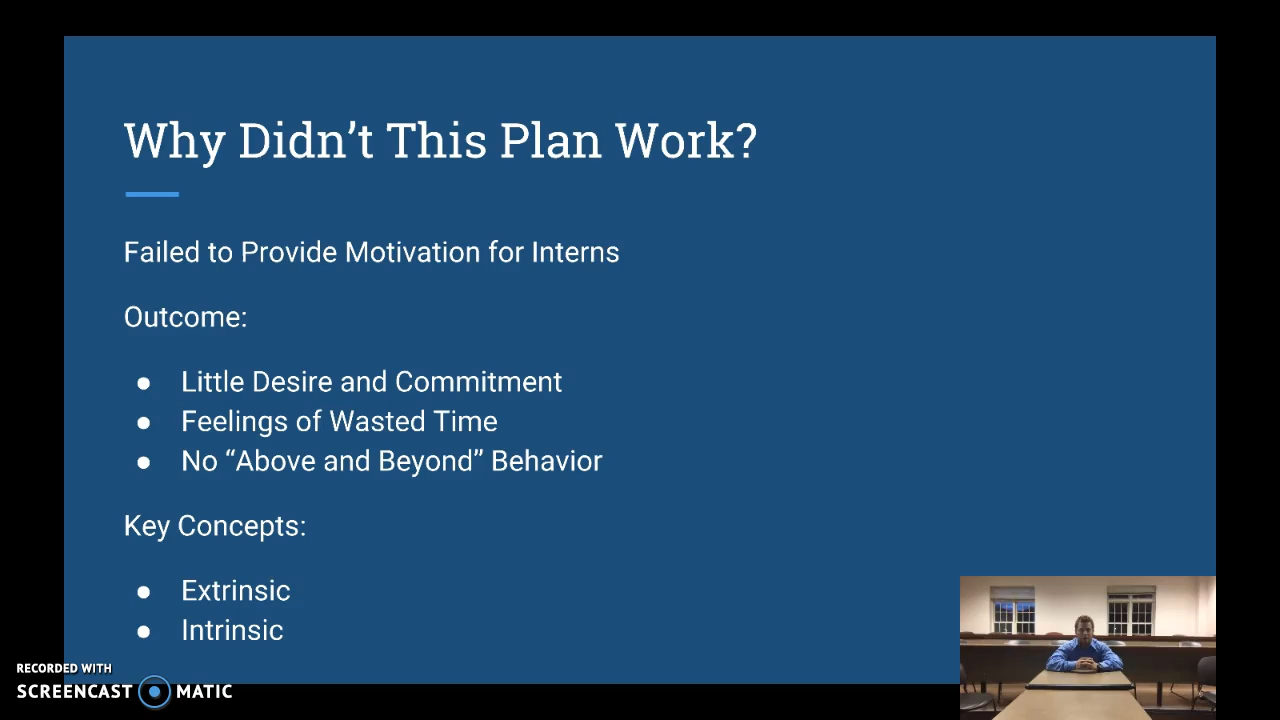 Why Didn’t This Plan Work?
Failed to Provide Motivation for Interns
Outcome:
● Little Desire and Commitment
● Feelings of Wasted Time
● No “Above and Beyond” Behavior
Key Concepts:
● Extrinsic
● Intrinsic
RECORDED WITH
SCREENCAST MATIC